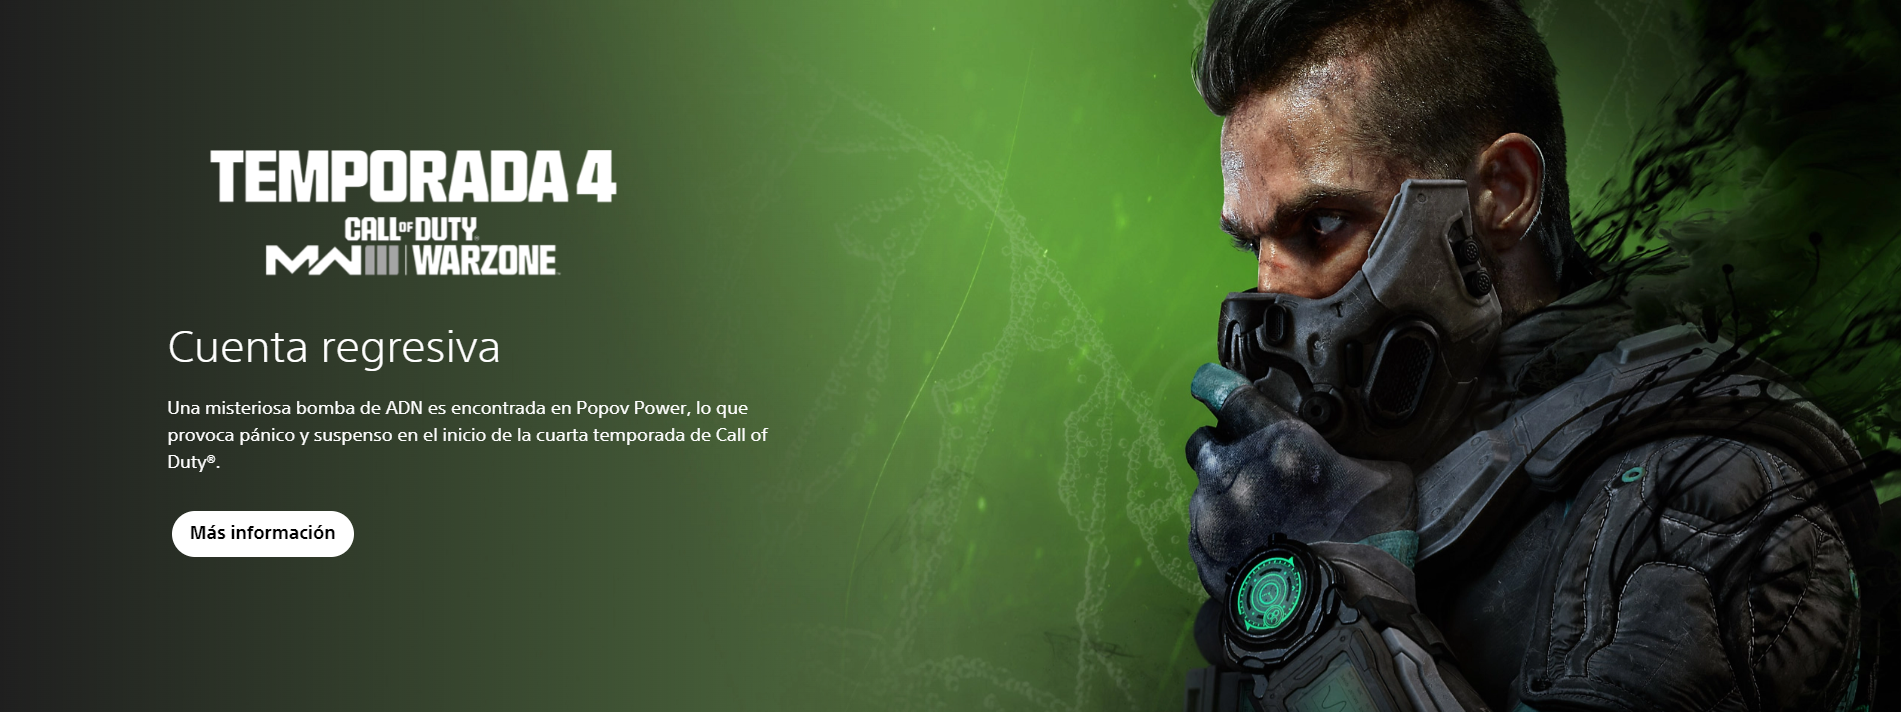 TEMPORADA 4
CALL OF DUTY.
MWIII | WARZONE
Cuenta regresiva
Una misteriosa bomba de ADN es encontrada en Popov Power, lo que
provoca pánico y suspenso en el inicio de la cuarta temporada de Call of
Duty®.
Más información